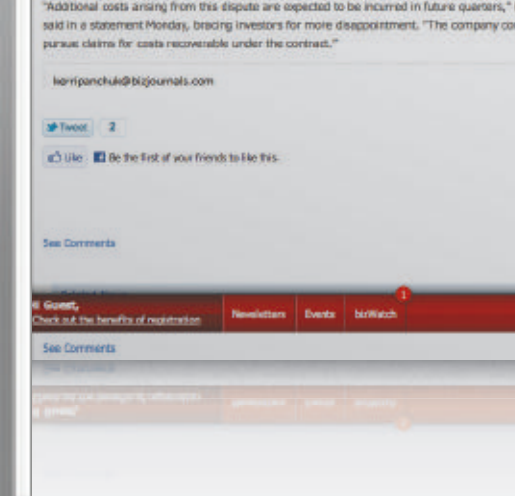 "Additional costs arising from this dispute are expected to be incurred in future quarters,"
said in a statement Monday, bracing investors for more disappointment. "The company
pursue claims for costs recoverable under the contract."
kerripanchuk@bizjournals.com
Tweet 2
Like Be the first of your friends to like this.
See Comments
Guest,
Check out the benefits of registration
Newsletters Events bizWatch 1
See Comments